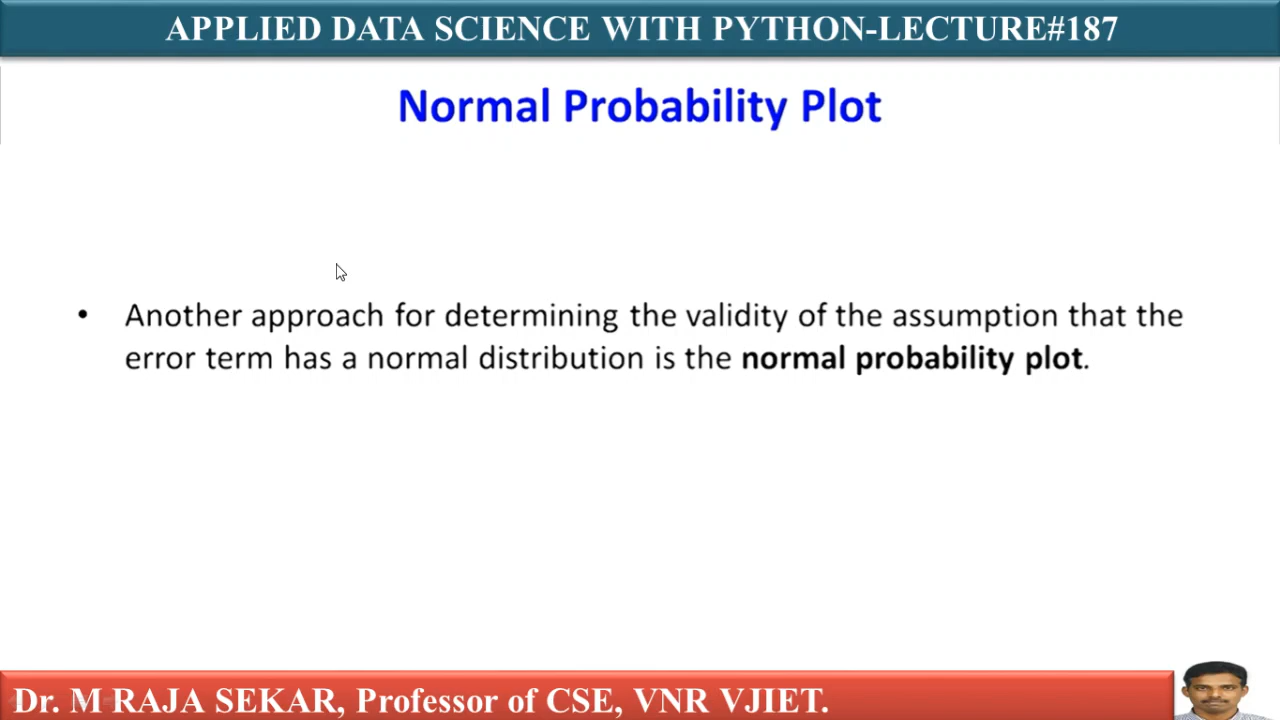 APPLIED DATA SCIENCE WITH PYTHON-LECTURE#187
Normal Probability Plot
• Another approach for determining the validity of the assumption that the
error term has a normal distribution is the normal probability plot.
Dr. M RAJA SEKAR, Professor of CSE, VNR VJIET.